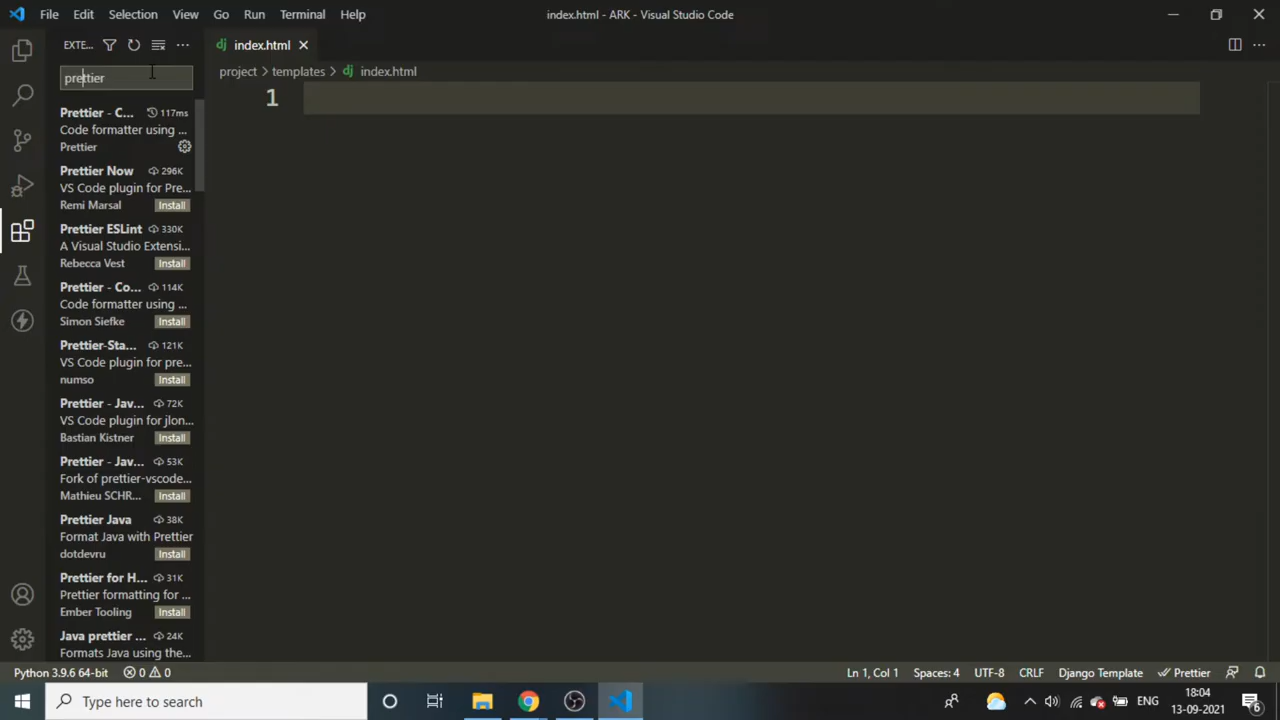 File Edit Selection View Go Run Terminal Help index.html - ARK - Visual Studio Code
EXTE...
index.html
prettier
project > templates > index.html
1
Prettier - C... 117ms
Code formatter using ...
Prettier
Prettier Now 296K
VS Code plugin for Pre...
Remi Marsal Install
Prettier ESLint 330K
A Visual Studio Extensi...
Rebecca Vest Install
Prettier - Co... 114K
Code formatter using ...
Simon Siefke Install
Prettier-Sta... 121K
VS Code plugin for pre...
numso Install
Prettier - Jav... 72K
VS Code plugin for jlon...
Bastian Kistner Install
Prettier - Jav... 53K
Fork of prettier-vscode...
Mathieu SCHR... Install
Prettier Java 38K
Format Java with Prettier
dotdevru Install
Prettier for H... 31K
Prettier formatting for ...
Ember Tooling Install
Java prettier ... 24K
Formats Java using the...
Python 3.9.6 64-bit 0 0 Ln 1, Col 1 Spaces: 4 UTF-8 CRLF Django Template Prettier
Type here to search
ENG
18:04
13-09-2021
6